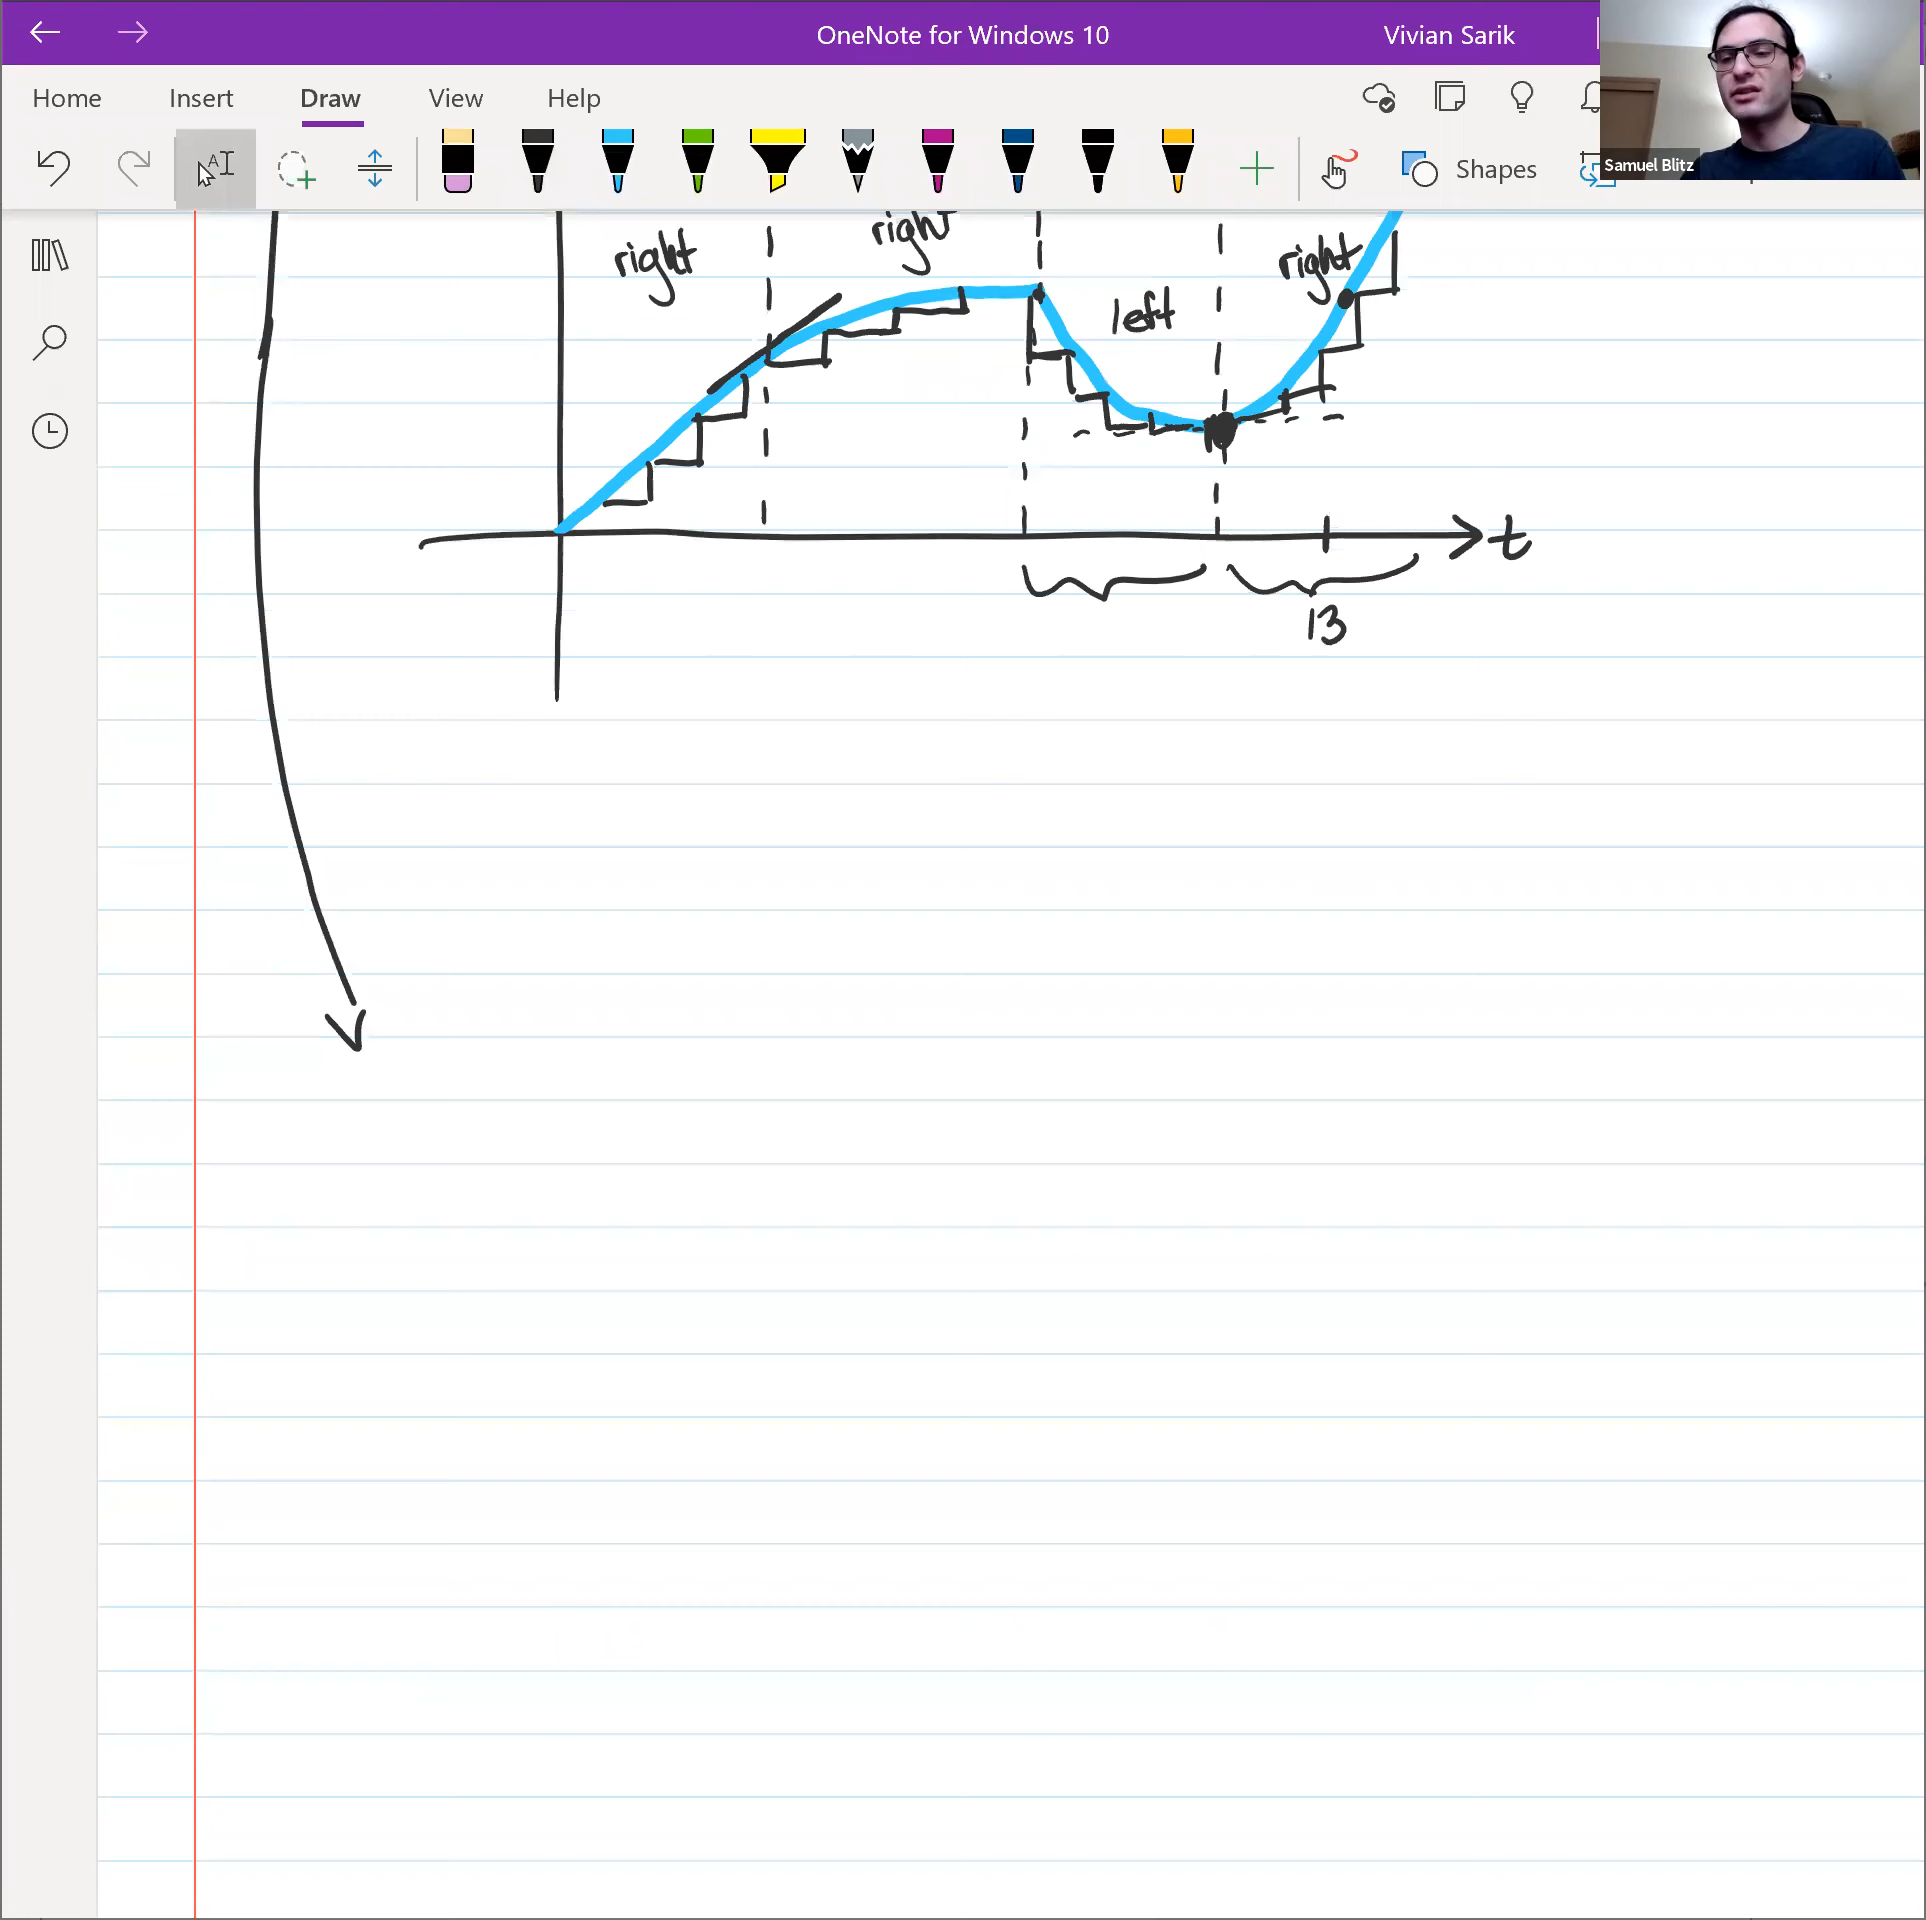 OneNote for Windows 10
Vivian Sarik
Home Insert Draw View Help
Shapes
Samuel Blitz
right
right
left
right
t
13